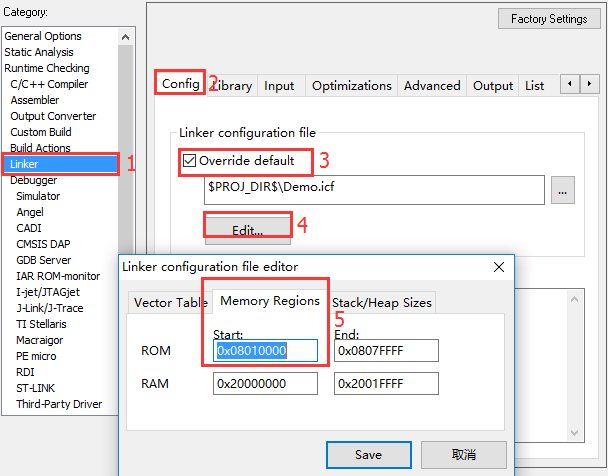 Category:
Factory Settings
General Options
Static Analysis
Runtime Checking
C/C++ Compiler
Assembler
Output Converter
Custom Build
Build Actions
Linker
1
Debugger
Simulator
Angel
CADI
CMSIS DAP
GDB Server
IAR ROM-monitor
I-jet/JTAGjet
J-Link/J-Trace
TI Stellaris
Macraigor
PE micro
RDI
ST-LINK
Third-Party Driver
Config 2 Library Input Optimizations Advanced Output List
Linker configuration file
Override default 3
$PROJ_DIR$\Demo.icf ...
Edit... 4
Linker configuration file editor
Vector Table Memory Regions Stack/Heap Sizes
5
Start: End:
ROM 0x08010000 0x0807FFFF
RAM 0x20000000 0x2001FFFF
Save 取消